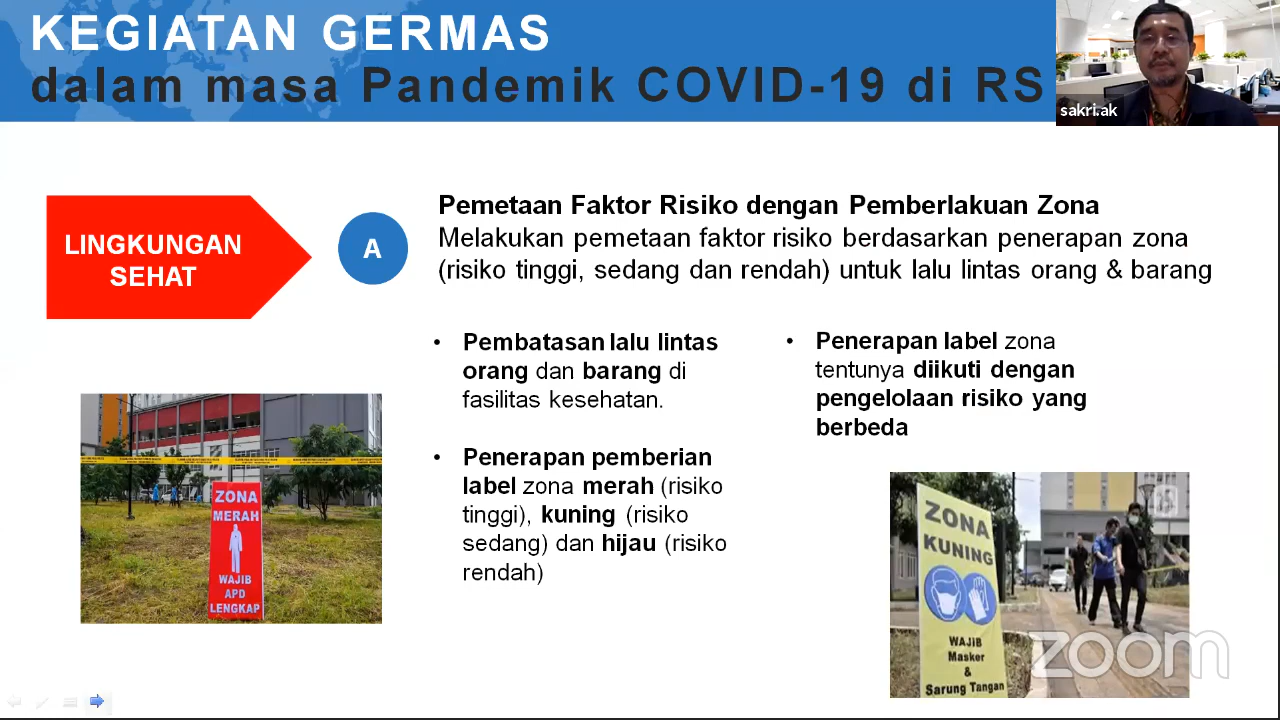 KEGIATAN GERMAS
dalam masa Pandemik COVID-19 di RS
sakri.ak
LINGKUNGAN
SEHAT
A
Pemetaan Faktor Risiko dengan Pemberlakuan Zona
Melakukan pemetaan faktor risiko berdasarkan penerapan zona
(risiko tinggi, sedang dan rendah) untuk lalu lintas orang & barang
• Pembatasan lalu lintas
orang dan barang di
fasilitas kesehatan.
• Penerapan pemberian
label zona merah (risiko
tinggi), kuning (risiko
sedang) dan hijau (risiko
rendah)
• Penerapan label zona
tentunya diikuti dengan
pengelolaan risiko yang
berbeda
ZONA
MERAH
WAJIB
APD
LENGKAP
ZONA
KUNING
WAJIB
Masker
&
Sarung Tangan
zoom